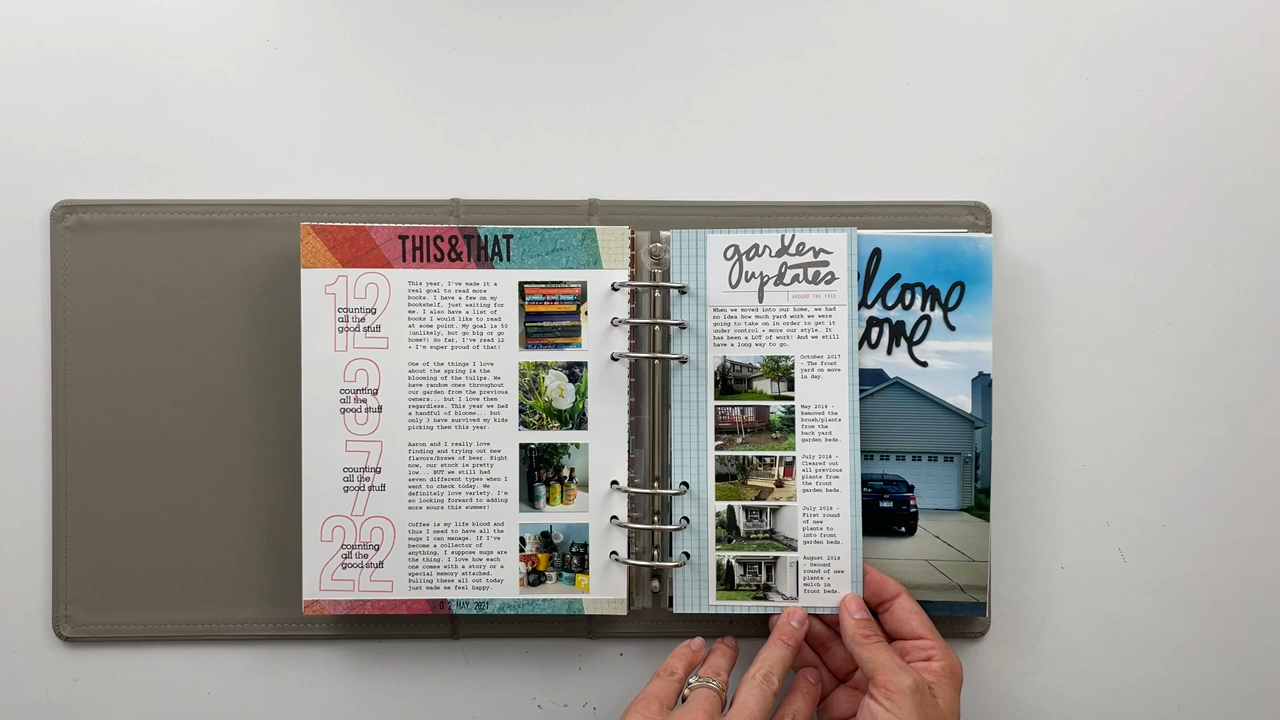 THIS&THAT
12
counting
all the
good stuff
This year, I've made it a
real goal to read more
books. I have a few on my
bookshelf, just waiting for
me. I also have a list of
books I would like to read
at some point. My goal is 50
(unlikely, but go big or go
home?) So far, I've read 12
+ I'm super proud of that!
3
counting
all the
good stuff
One of the things I love
about the spring is the
blooming of the tulips. We
have random ones throughout
our garden from the previous
owners... but I love them
regardless. This year we had
a handful of blooms... but
only 3 have survived my kids
picking them this year.
7
counting
all the
good stuff
Aaron and I really love
finding and trying out new
flavors/brews of beer. Right
now, our stock is pretty
low... BUT we still had
seven different types when I
went to check today. We
definitely love variety. I'm
so looking forward to adding
more sours this summer!
22
counting
all the
good stuff
Coffee is my life blood and
thus I need to have all the
mugs I can manage. If I've
become a collector of
anything, I suppose mugs are
the thing. I love how each
one comes with a story or a
special memory attached.
Pulling these all out today
just made me feel happy.
02 MAY 2021
garden
updates
AROUND THE YARD
When we moved into our home, we had
no idea how much yard work we were
going to take on in order to get it
under control + more our style. It
has been a LOT of work! And we still
have a long way to go.
October 2017
- The front
yard on move
in day.
May 2018 -
Removed the
brush/plants
from the
back yard
garden beds.
July 2018 -
Cleared out
all previous
plants from
the front
garden beds.
July 2018 -
First round
of new
plants to
into front
garden beds.
August 2018
- Second
round of new
plants +
mulch in
front beds.
lcome
ome